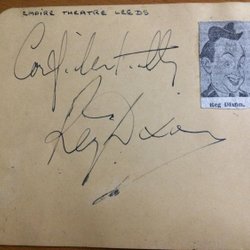 EMPIRE THEATRE LEEDS
Confidentially
Reg Dixon
Reg Dixon.